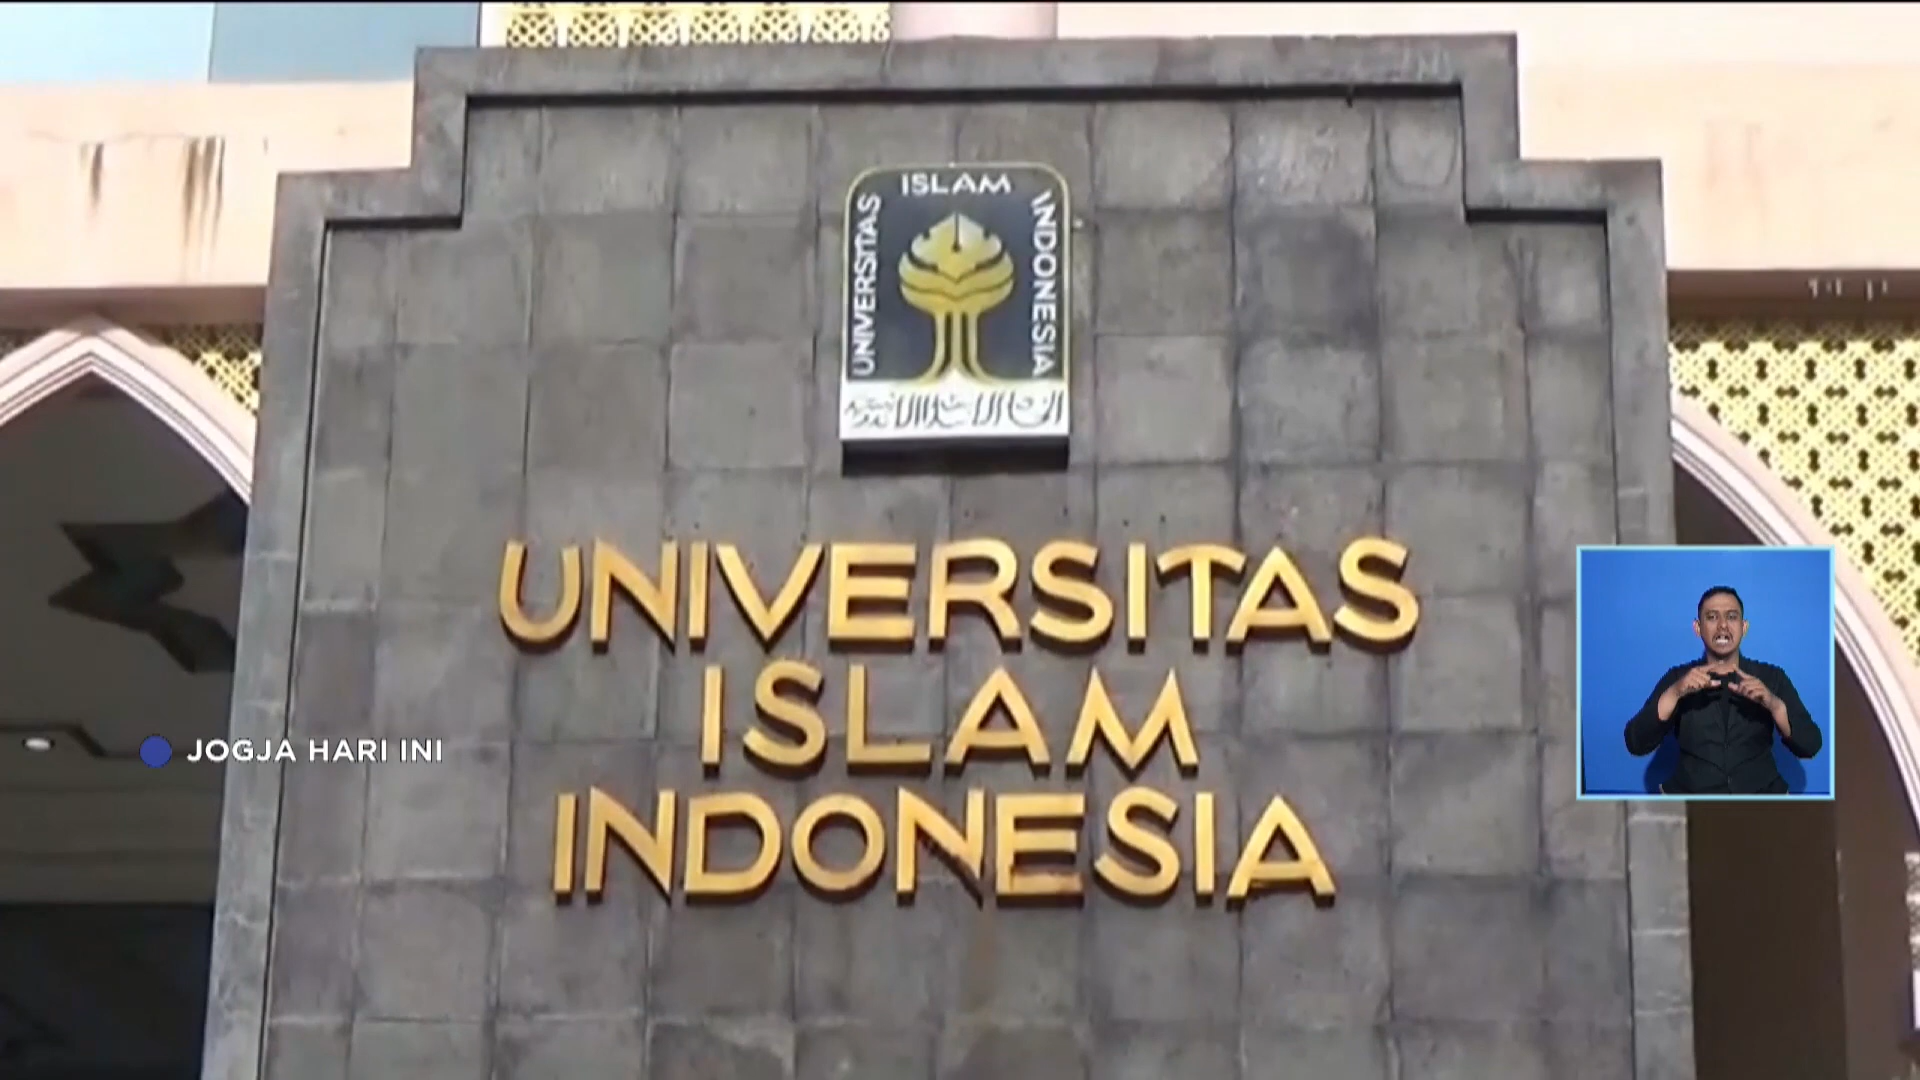 ISLAM
UNIVERSITAS
INDONESIA
UNIVERSITAS
ISLAM
INDONESIA
JOGJA HARI INI